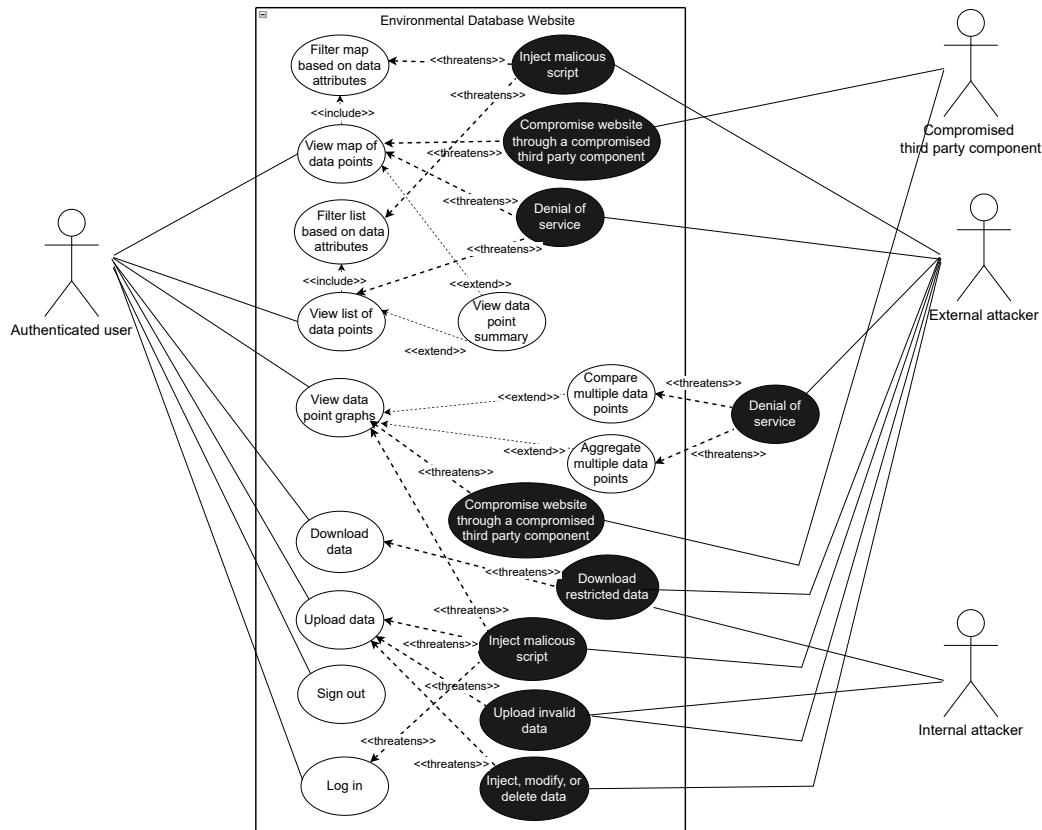 Environmental Database Website
Filter map
based on data
attributes
<<threatens>>
Inject malicous
script
<<threatens>>
<<include>>
Compromise website
through a compromised
third party component
Compromised
third party component
View map of
data points
<<threatens>>
<<threatens>>
Denial of
service
Filter list
based on data
attributes
<<threatens>>
<<include>>
<<extend>>
Authenticated user
View list of
data points
View data
point
summary
External attacker
<<extend>>
Compare
multiple data
points
<<threatens>>
View data
point graphs
<<extend>>
Denial of
service
<<extend>>
Aggregate
multiple data
points
<<threatens>>
<<threatens>>
Compromise website
through a compromised
third party component
Download
data
<<threatens>>
Download
restricted data
<<threatens>>
Upload data
<<threatens>>
Inject malicous
script
<<threatens>>
Sign out
Upload invalid
data
Internal attacker
<<threatens>>
<<threatens>>
Log in
Inject, modify, or
delete data